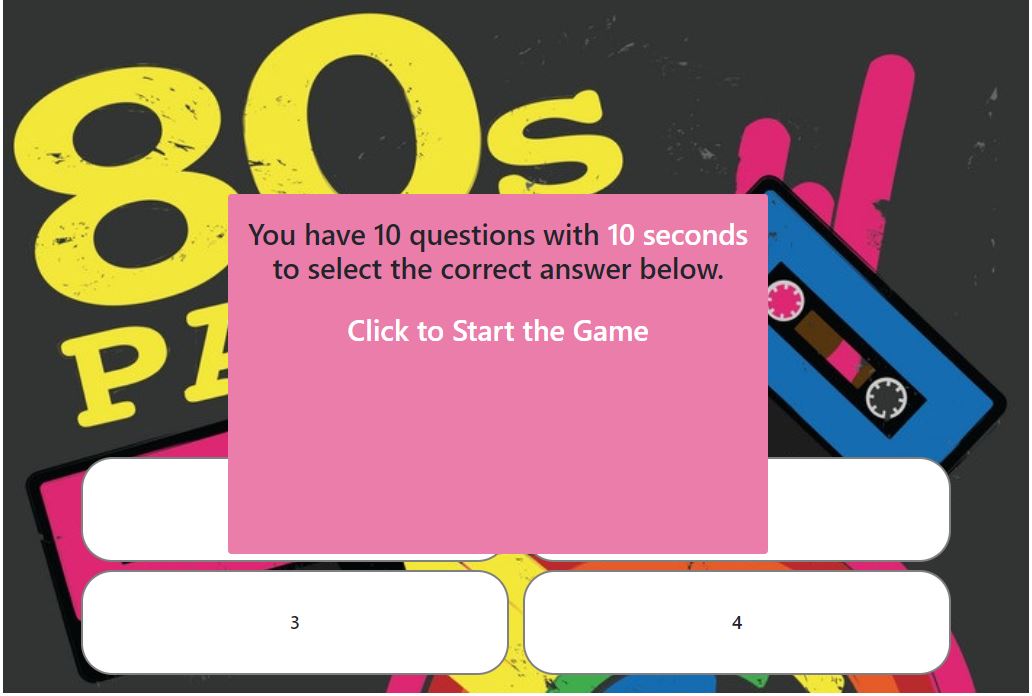 80s
PA
You have 10 questions with 10 seconds
to select the correct answer below.
Click to Start the Game
3
4